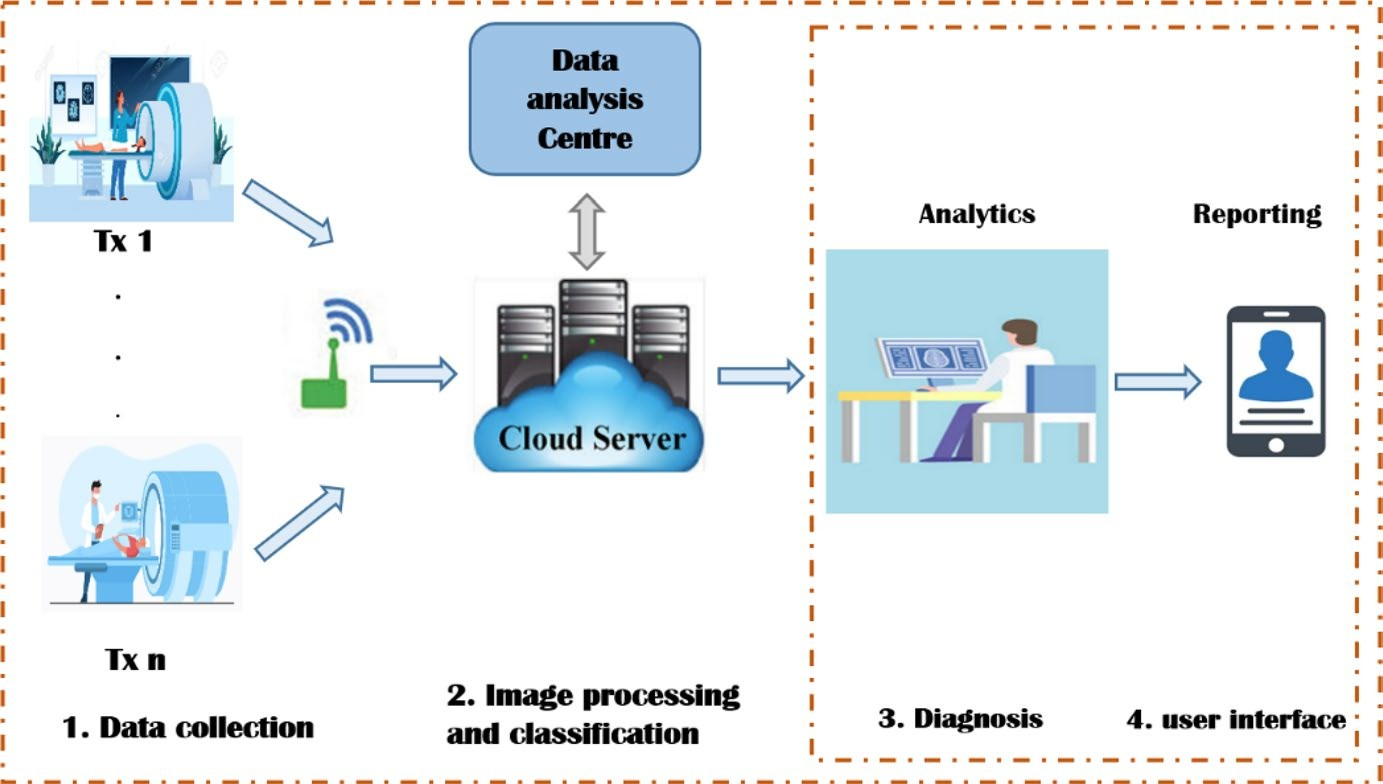 Data
analysis
Centre
Tx 1
Analytics
Reporting
Cloud Server
Tx n
1. Data collection
2. Image processing
and classification
3. Diagnosis
4. user interface